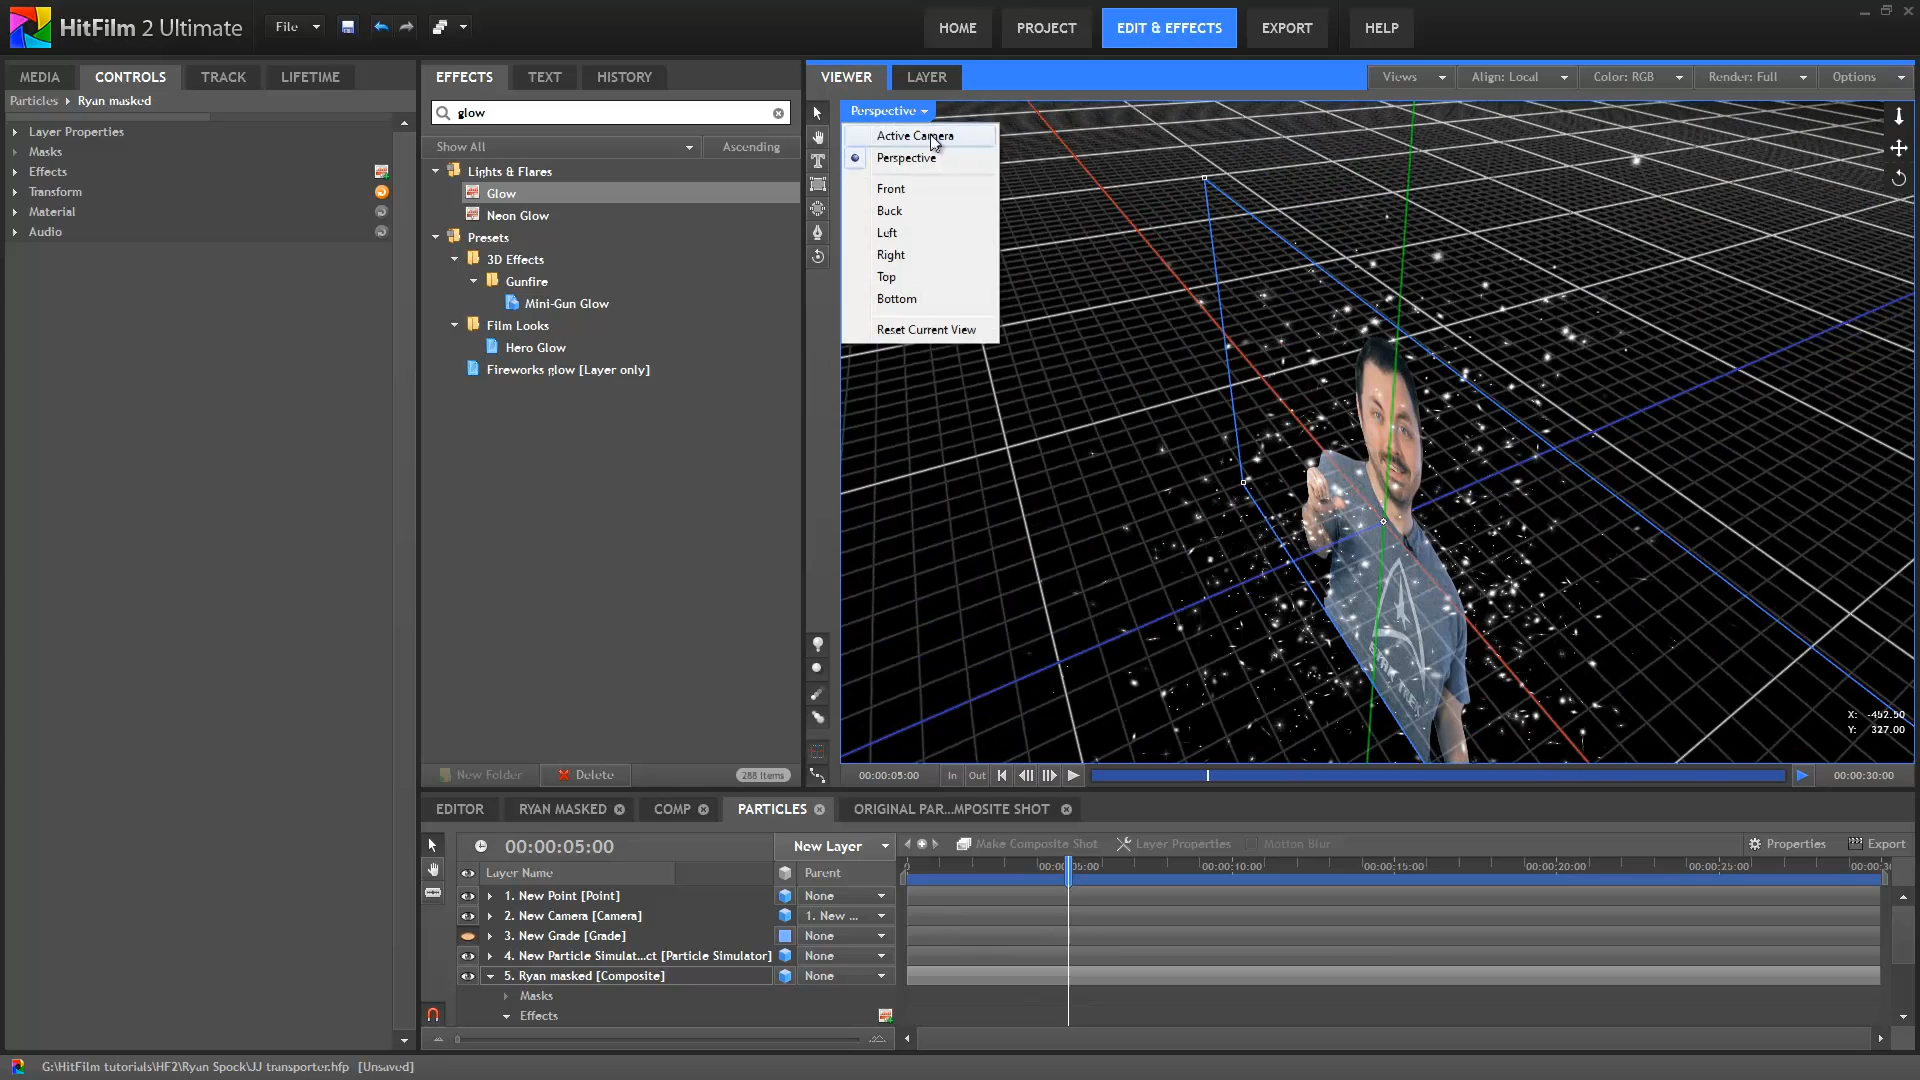 HitFilm 2 Ultimate
File
HOME
PROJECT
EDIT & EFFECTS
EXPORT
HELP
MEDIA
CONTROLS
TRACK
LIFETIME
Particles
Ryan masked
Layer Properties
Masks
Effects
Transform
Material
Audio
EFFECTS
TEXT
HISTORY
glow
Show All
Ascending
Lights & Flares
Glow
Neon Glow
Presets
3D Effects
Gunfire
Mini-Gun Glow
Film Looks
Hero Glow
Fireworks glow [Layer only]
New Folder
Delete
288 Items
VIEWER
LAYER
Views
Align: Local
Color: RGB
Render: Full
Options
Perspective
Active Camera
Perspective
Front
Back
Left
Right
Top
Bottom
Reset Current View
X: -452.50
Y: 327.00
00:00:05:00
In
Out
00:00:30:00
EDITOR
RYAN MASKED
COMP
PARTICLES
ORIGINAL PAR...MPOSITE SHOT
00:00:05:00
New Layer
Make Composite Shot
Layer Properties
Motion Blur
Properties
Export
Layer Name
Parent
0
00:00:05:00
00:00:10:00
00:00:15:00
00:00:20:00
00:00:25:00
00:00:3
1. New Point [Point]
None
2. New Camera [Camera]
1. New ...
3. New Grade [Grade]
None
4. New Particle Simulat...ct [Particle Simulator]
None
5. Ryan masked [Composite]
None
Masks
Effects
G:\HitFilm tutorials\HF2\Ryan Spock\JJ transporter.hfp [Unsaved]